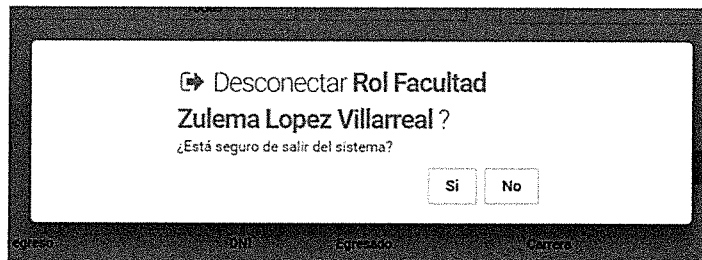 Desconectar Rol Facultad
Zulema Lopez Villarreal ?
¿Está seguro de salir del sistema?
Si No
egreso DNI Egresado Carrera